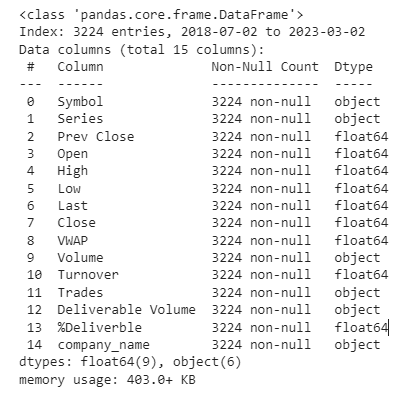 <class 'pandas.core.frame.DataFrame'>
Index: 3224 entries, 2018-07-02 to 2023-03-02
Data columns (total 15 columns):
 #   Column              Non-Null Count  Dtype
---  ------              --------------  -----
 0   Symbol              3224 non-null   object
 1   Series              3224 non-null   object
 2   Prev Close          3224 non-null   float64
 3   Open                3224 non-null   float64
 4   High                3224 non-null   float64
 5   Low                 3224 non-null   float64
 6   Last                3224 non-null   float64
 7   Close               3224 non-null   float64
 8   VWAP                3224 non-null   float64
 9   Volume              3224 non-null   object
 10  Turnover            3224 non-null   float64
 11  Trades              3224 non-null   object
 12  Deliverable Volume  3224 non-null   object
 13  %Deliverble         3224 non-null   float64
 14  company_name        3224 non-null   object
dtypes: float64(9), object(6)
memory usage: 403.0+ KB